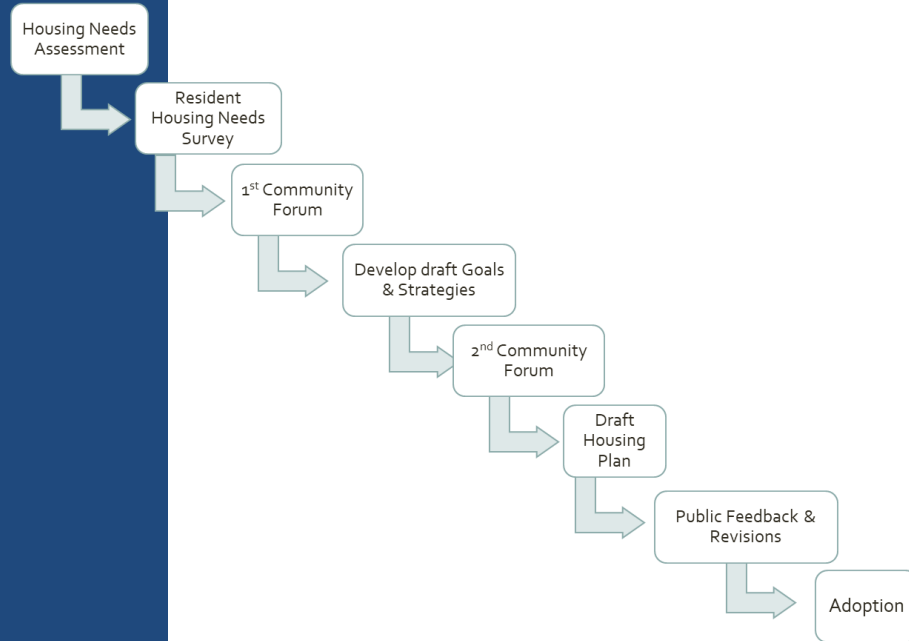 Housing Needs
Assessment
Resident
Housing Needs
Survey
1st Community
Forum
Develop draft Goals
& Strategies
2nd Community
Forum
Draft
Housing
Plan
Public Feedback &
Revisions
Adoption